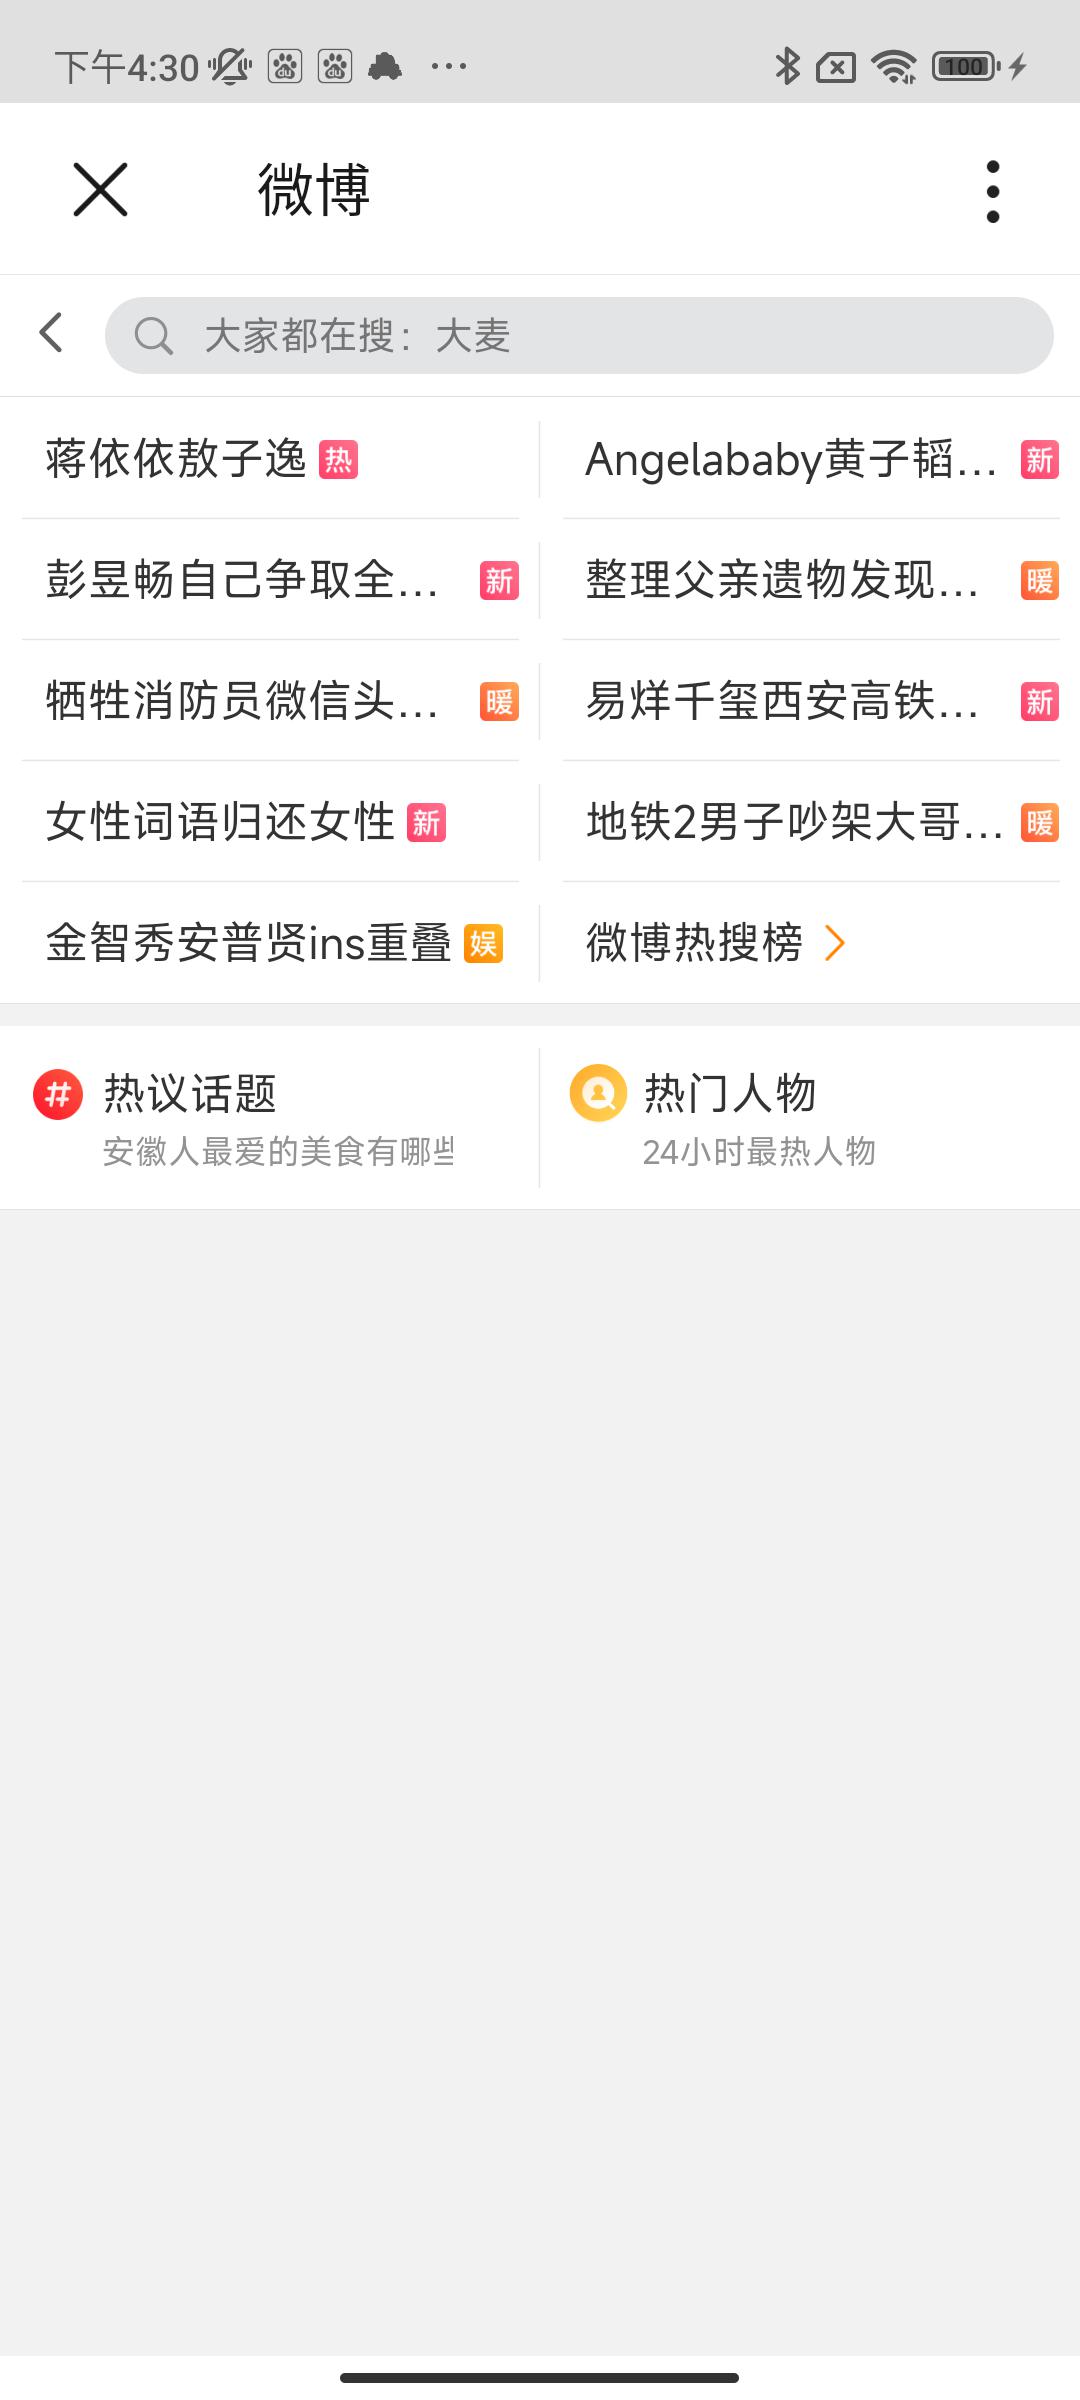 下午4:30
100
微博
大家都在搜：大麦
蒋依依敖子逸 热
Angelababy黄子韬... 新
彭昱畅自己争取全... 新
整理父亲遗物发现... 暖
牺牲消防员微信头... 暖
易烊千玺西安高铁... 新
女性词语归还女性 新
地铁2男子吵架大哥... 暖
金智秀安普贤ins重叠 娱
微博热搜榜
热议话题
安徽人最爱的美食有哪些
热门人物
24小时最热人物